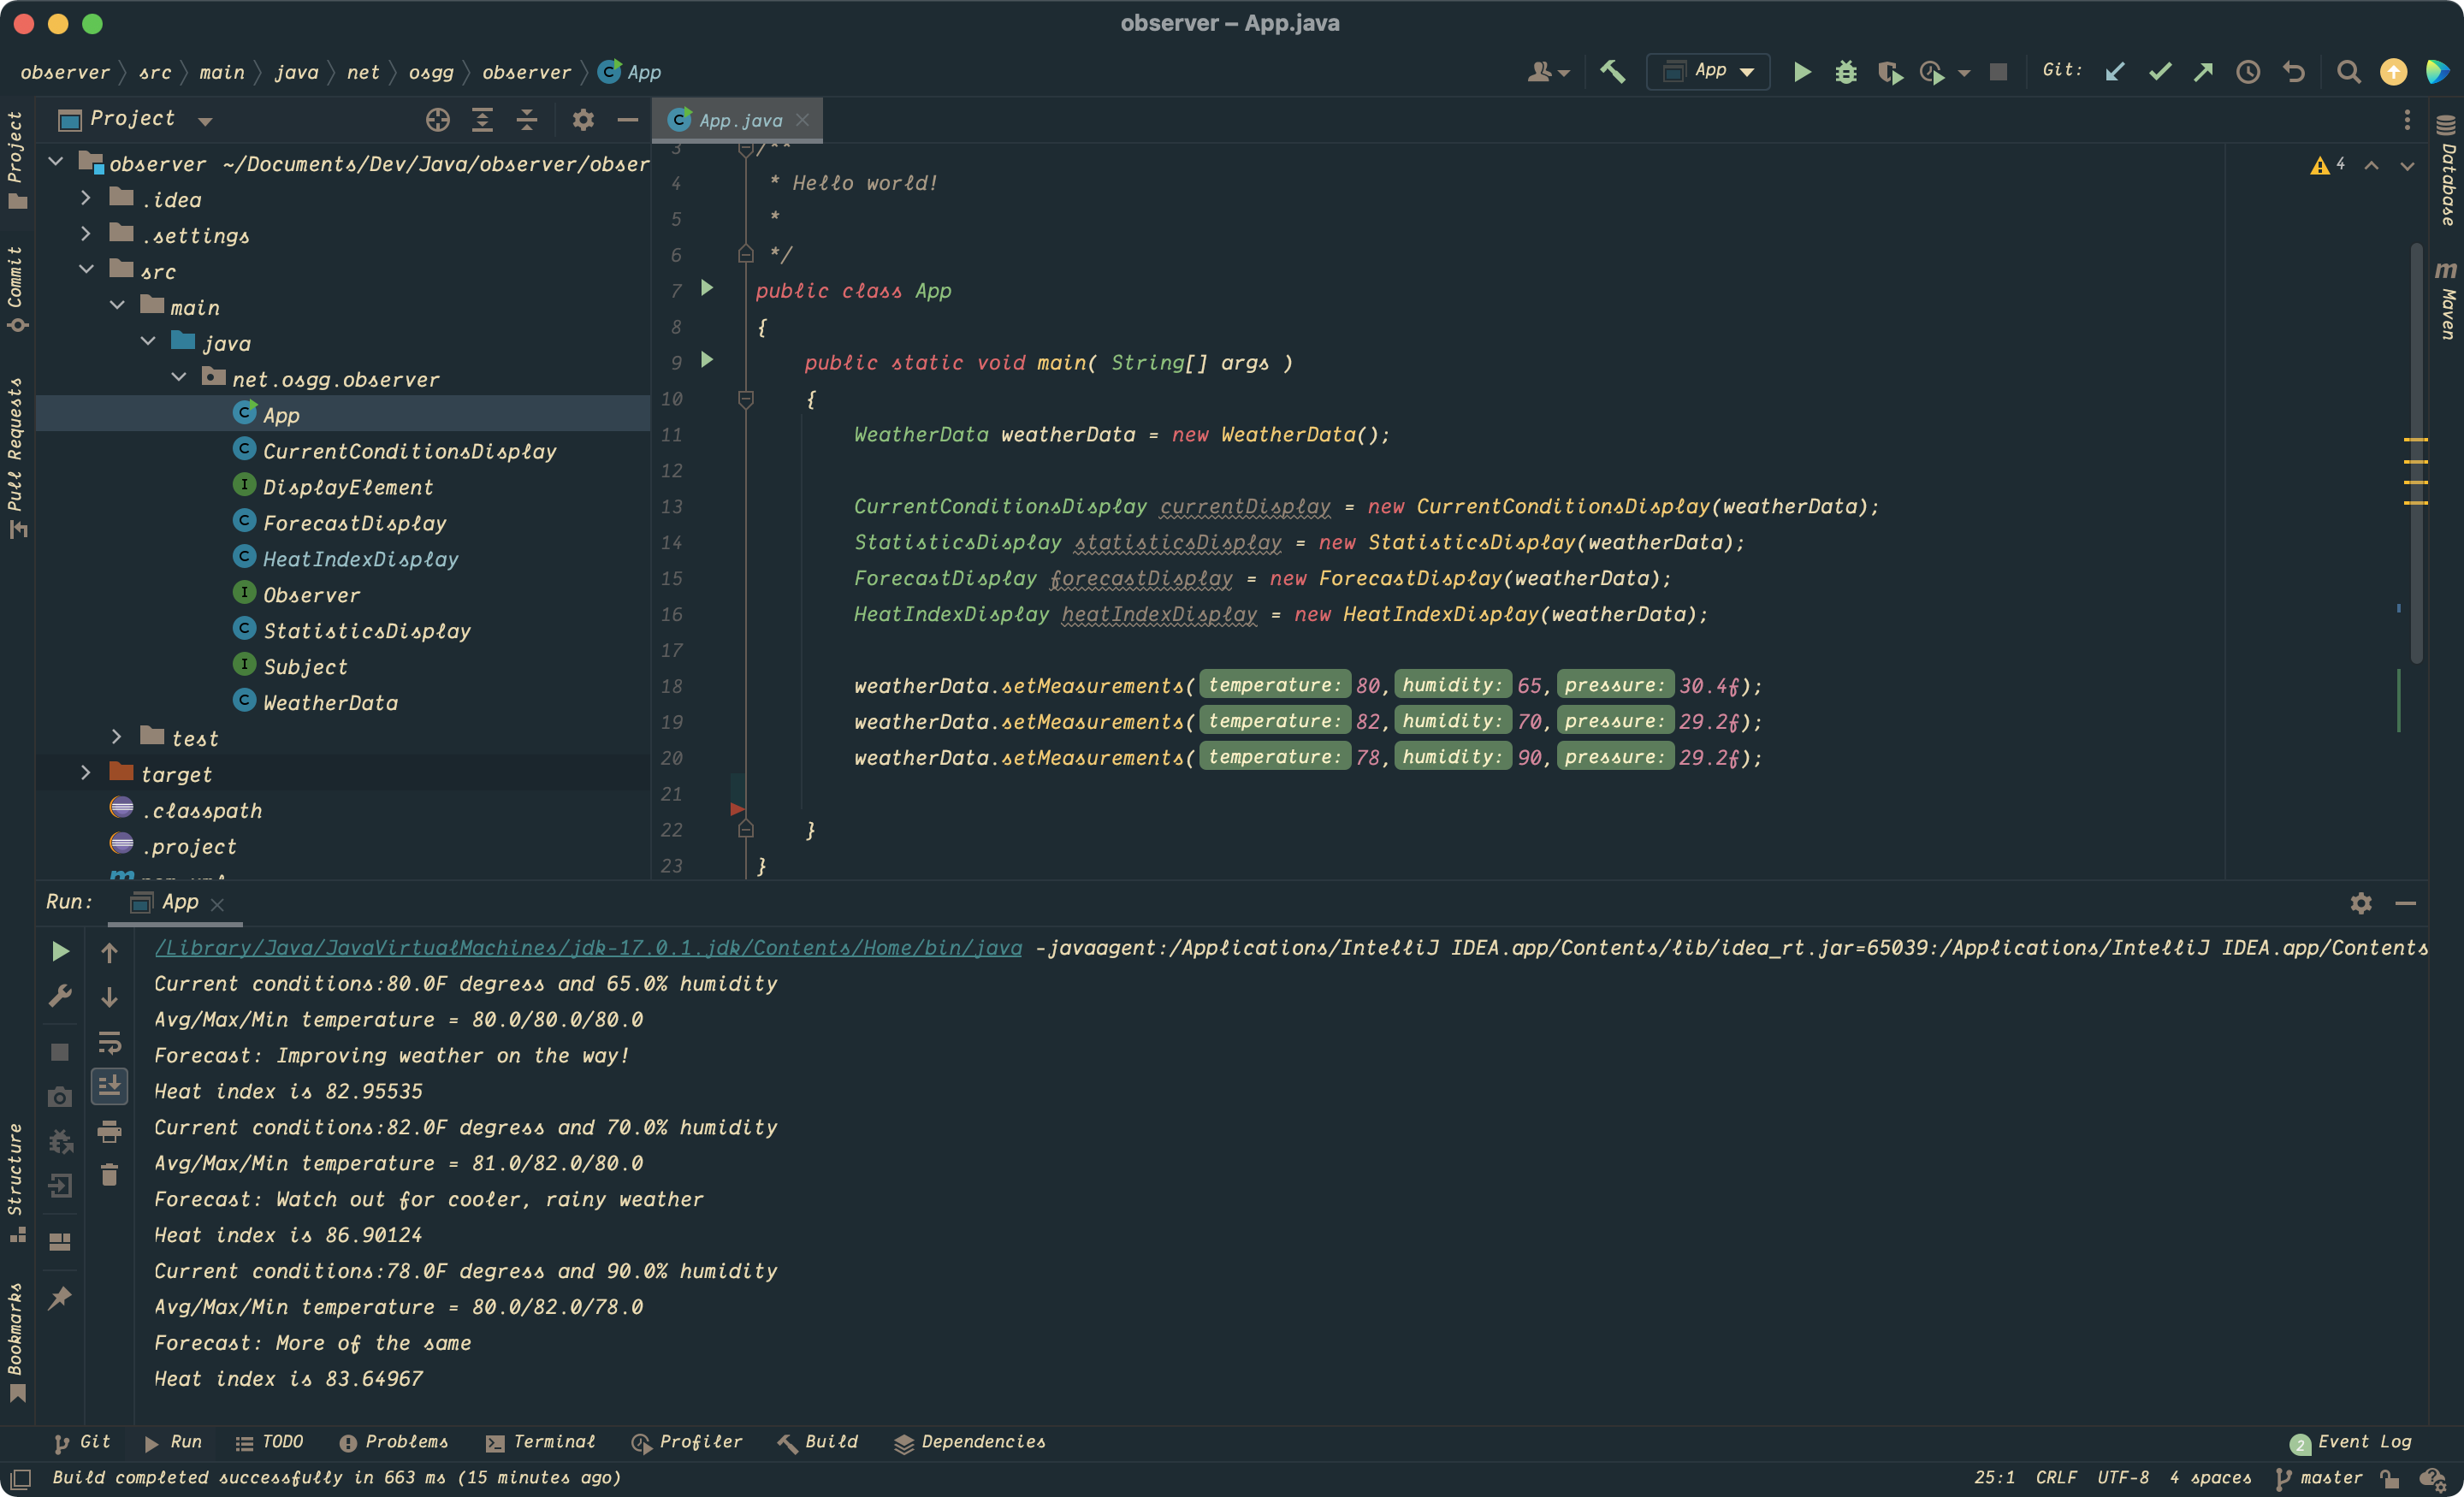 observer – App.java
observer src main java net osgg observer App
App
Git:
Project
Commit
Pull Requests
Structure
Bookmarks
Project
observer ~/Documents/Dev/Java/observer/obser
.idea
.settings
src
main
java
net.osgg.observer
App
CurrentConditionsDisplay
DisplayElement
ForecastDisplay
HeatIndexDisplay
Observer
StatisticsDisplay
Subject
WeatherData
test
target
.classpath
.project
App.java
4
Database
Maven
3 /**
4 * Hello world!
5 *
6 */
7 public class App
8 {
9 public static void main( String[] args )
10 {
11 WeatherData weatherData = new WeatherData();
12
13 CurrentConditionsDisplay currentDisplay = new CurrentConditionsDisplay(weatherData);
14 StatisticsDisplay statisticsDisplay = new StatisticsDisplay(weatherData);
15 ForecastDisplay forecastDisplay = new ForecastDisplay(weatherData);
16 HeatIndexDisplay heatIndexDisplay = new HeatIndexDisplay(weatherData);
17
18 weatherData.setMeasurements( temperature: 80, humidity: 65, pressure: 30.4f);
19 weatherData.setMeasurements( temperature: 82, humidity: 70, pressure: 29.2f);
20 weatherData.setMeasurements( temperature: 78, humidity: 90, pressure: 29.2f);
21
22 }
23 }
Run: App
/Library/Java/JavaVirtualMachines/jdk-17.0.1.jdk/Contents/Home/bin/java -javaagent:/Applications/IntelliJ IDEA.app/Contents/lib/idea_rt.jar=65039:/Applications/IntelliJ IDEA.app/Contents
Current conditions:80.0F degress and 65.0% humidity
Avg/Max/Min temperature = 80.0/80.0/80.0
Forecast: Improving weather on the way!
Heat index is 82.95535
Current conditions:82.0F degress and 70.0% humidity
Avg/Max/Min temperature = 81.0/82.0/80.0
Forecast: Watch out for cooler, rainy weather
Heat index is 86.90124
Current conditions:78.0F degress and 90.0% humidity
Avg/Max/Min temperature = 80.0/82.0/78.0
Forecast: More of the same
Heat index is 83.64967
Git Run TODO Problems Terminal Profiler Build Dependencies 2 Event Log
Build completed successfully in 663 ms (15 minutes ago) 25:1 CRLF UTF-8 4 spaces master